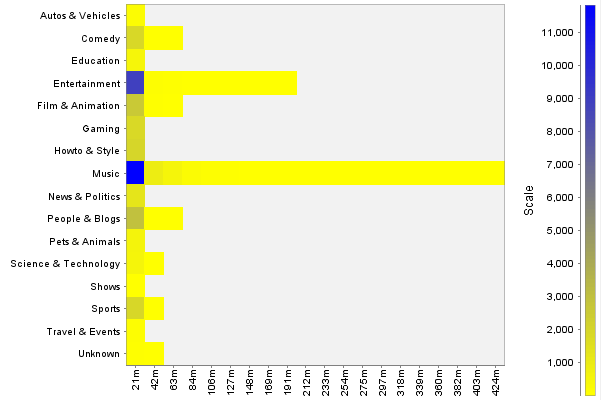 Autos & Vehicles
Comedy
Education
Entertainment
Film & Animation
Gaming
Howto & Style
Music
News & Politics
People & Blogs
Pets & Animals
Science & Technology
Shows
Sports
Travel & Events
Unknown
21m
42m
63m
84m
106m
127m
148m
169m
191m
212m
233m
254m
275m
297m
318m
339m
360m
382m
403m
424m
Scale
11,000
10,000
9,000
8,000
7,000
6,000
5,000
4,000
3,000
2,000
1,000